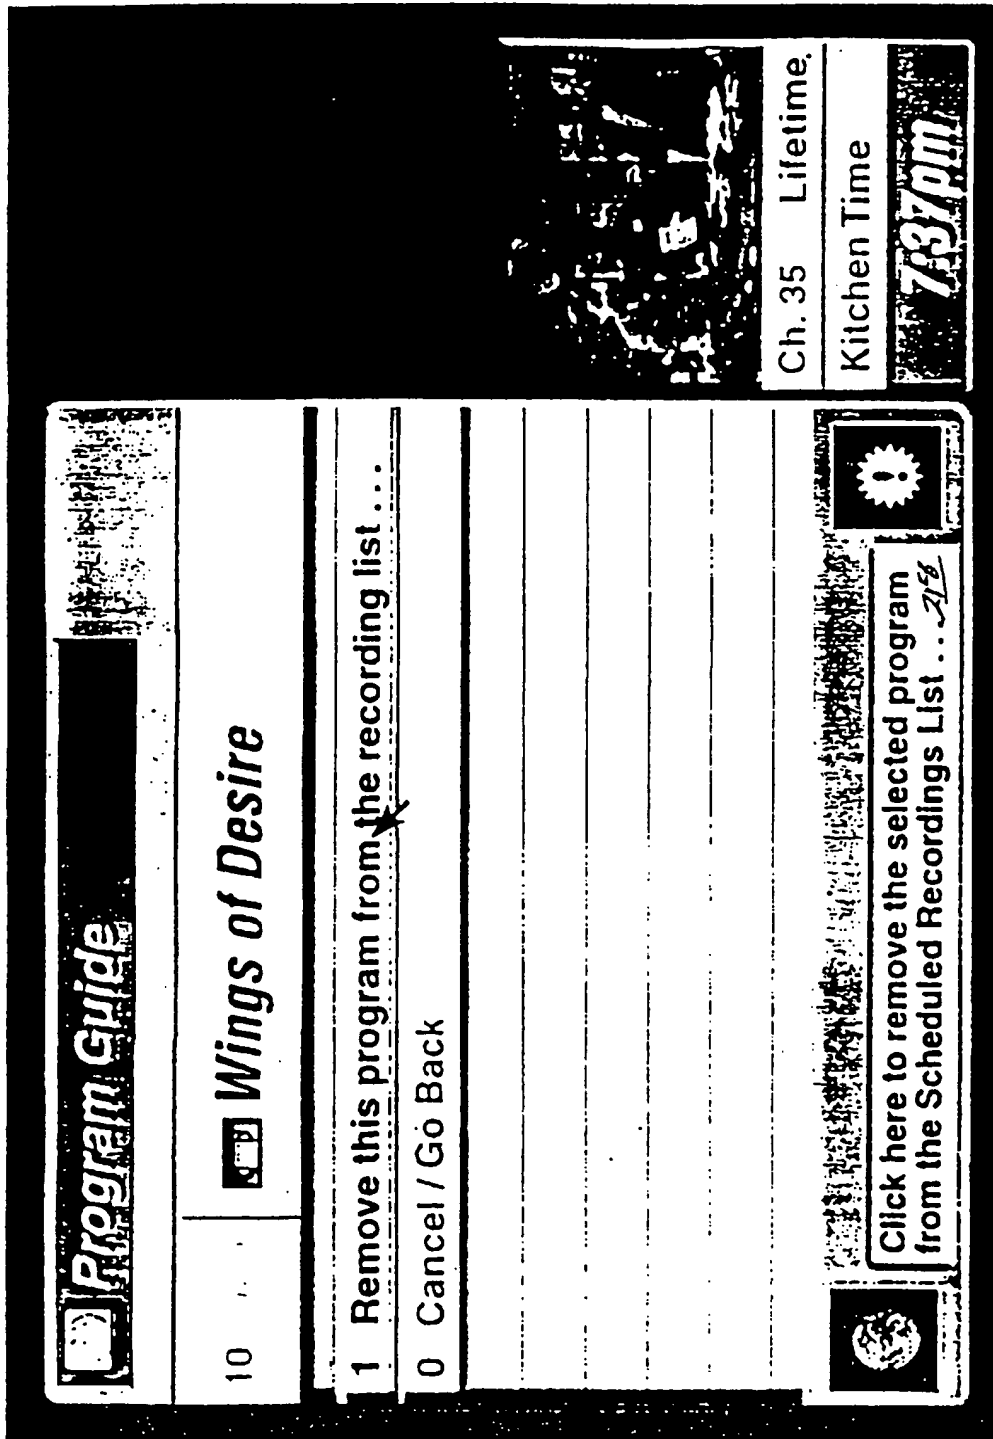 Program Guide
10
Wings of Desire
1 Remove this program from the recording list...
0 Cancel / Go Back
Click here to remove the selected program
from the Scheduled Recordings List...
Ch. 35 Lifetime
Kitchen Time
7:37pm